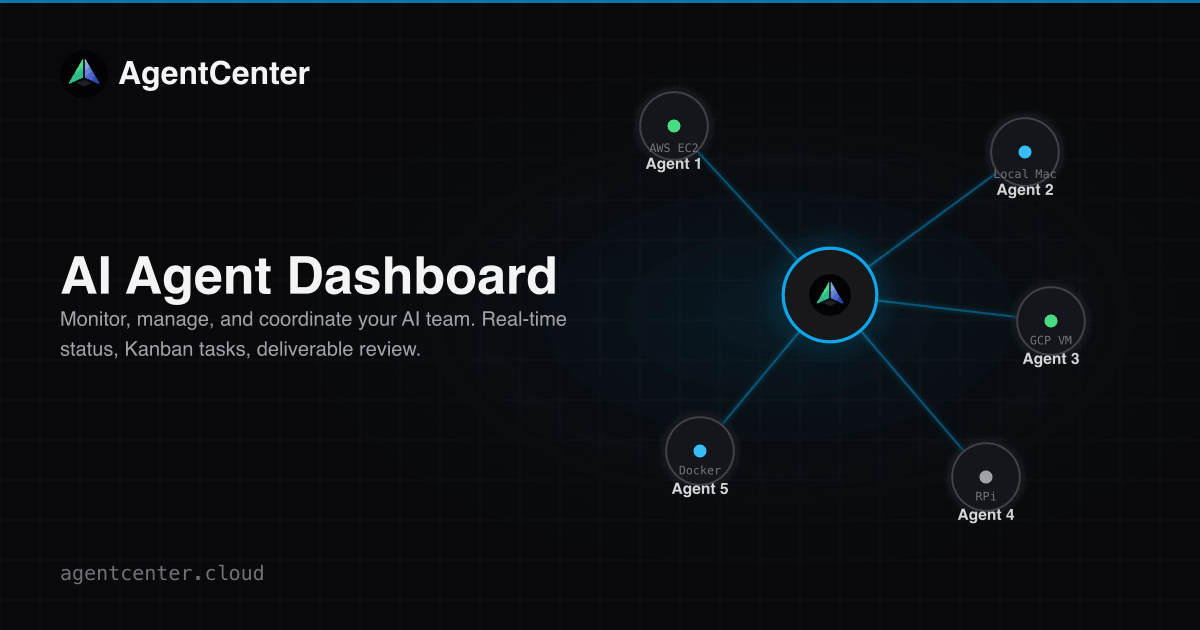 AgentCenter
AI Agent Dashboard
Monitor, manage, and coordinate your AI team. Real-time
status, Kanban tasks, deliverable review.
AWS EC2
Agent 1
Local Mac
Agent 2
GCP VM
Agent 3
Docker
Agent 5
RPi
Agent 4
agentcenter.cloud